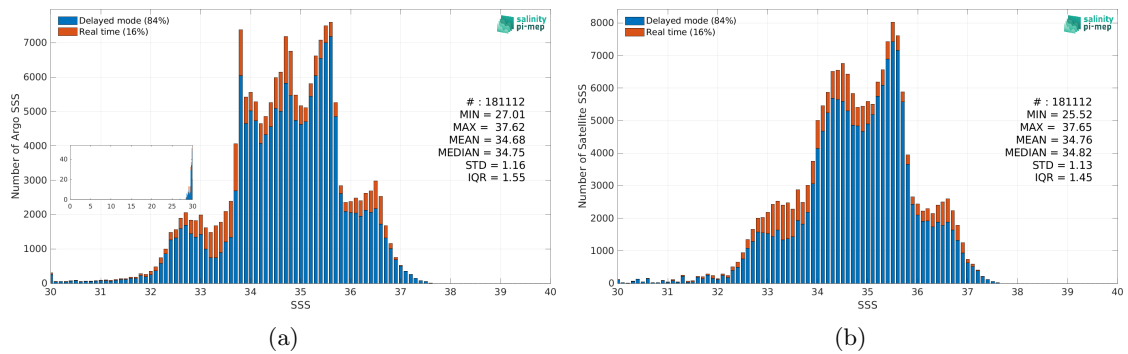 Delayed mode (84%)
Real time (16%)
salinity
pi-mep
Number of Argo SSS
7000
6000
5000
4000
3000
2000
1000
0
# : 181112
MIN = 27.01
MAX = 37.62
MEAN = 34.68
MEDIAN = 34.75
STD = 1.16
IQR = 1.55
40
20
0
0 5 10 15 20 25 30
30 31 32 33 34 35 36 37 38 39 40
SSS
(a)
Delayed mode (84%)
Real time (16%)
salinity
pi-mep
Number of Satellite SSS
8000
7000
6000
5000
4000
3000
2000
1000
0
# : 181112
MIN = 25.52
MAX = 37.65
MEAN = 34.76
MEDIAN = 34.82
STD = 1.13
IQR = 1.45
30 31 32 33 34 35 36 37 38 39 40
SSS
(b)